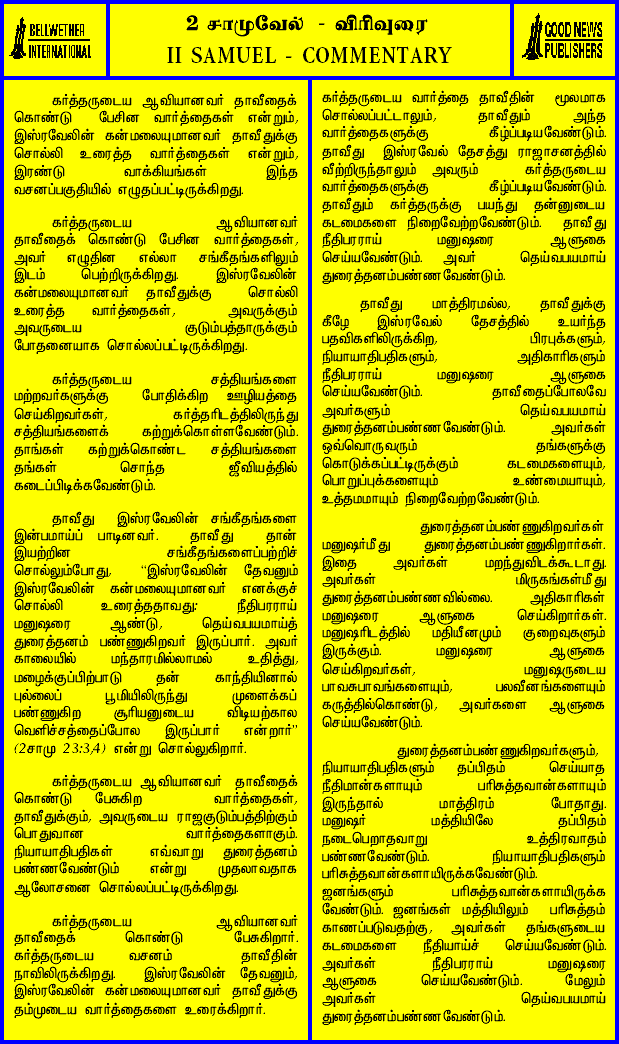 BELLWETHER
INTERNATIONAL
2 சாமுவேல் - விரிவுரை
II SAMUEL - COMMENTARY
GOOD NEWS
PUBLISHERS
கர்த்தருடைய ஆவியானவர் தாவீதைக்
கொண்டு பேசின வார்த்தைகள் என்றும்,
இஸ்ரவேலின் கன்மலையுமானவர் தாவீதுக்கு
சொல்லி உரைத்த வார்த்தைகள் என்றும்,
இரண்டு வாக்கியங்கள் இந்த
வசனப்பகுதியில் எழுதப்பட்டிருக்கிறது.
கர்த்தருடைய ஆவியானவர்
தாவீதைக் கொண்டு பேசின வார்த்தைகள்,
அவர் எழுதின எல்லா சங்கீதங்களிலும்
இடம் பெற்றிருக்கிறது. இஸ்ரவேலின்
கன்மலையுமானவர் தாவீதுக்கு சொல்லி
உரைத்த வார்த்தைகள், அவருக்கும்
அவருடைய குடும்பத்தாருக்கும்
போதனையாக சொல்லப்பட்டிருக்கிறது.
கர்த்தருடைய சத்தியங்களை
மற்றவர்களுக்கு போதிக்கிற ஊழியத்தை
செய்கிறவர்கள், கர்த்தரிடத்திலிருந்து
சத்தியங்களைக் கற்றுக்கொள்ளவேண்டும்.
தாங்கள் கற்றுக்கொண்ட சத்தியங்களை
தங்கள் சொந்த ஜீவியத்தில்
கடைப்பிடிக்கவேண்டும்.
தாவீது இஸ்ரவேலின் சங்கீதங்களை
இன்பமாய்ப் பாடினவர். தாவீது தான்
இயற்றின சங்கீதங்களைப்பற்றிச்
சொல்லும்போது, "இஸ்ரவேலின் தேவனும்
இஸ்ரவேலின் கன்மலையுமானவர் எனக்குச்
சொல்லி உரைத்ததாவது: நீதிபரராய்
மனுஷரை ஆண்டு, தெய்வபயமாய்த்
துரைத்தனம் பண்ணுகிறவர் இருப்பார். அவர்
காலையில் மந்தாரமில்லாமல் உதித்து,
மழைக்குப்பிற்பாடு தன் காந்தியினால்
புல்லைப் பூமியிலிருந்து முளைக்கப்
பண்ணுகிற சூரியனுடைய விடியற்கால
வெளிச்சத்தைப்போல இருப்பார் என்றார்"
(2சாமு 23:3,4) என்று சொல்லுகிறார்.
கர்த்தருடைய ஆவியானவர் தாவீதைக்
கொண்டு பேசுகிற வார்த்தைகள்,
தாவீதுக்கும், அவருடைய ராஜகுடும்பத்திற்கும்
பொதுவான வார்த்தைகளாகும்.
நியாயாதிபதிகள் எவ்வாறு துரைத்தனம்
பண்ணவேண்டும் என்று முதலாவதாக
ஆலோசனை சொல்லப்பட்டிருக்கிறது.
கர்த்தருடைய ஆவியானவர்
தாவீதைக் கொண்டு பேசுகிறார்.
கர்த்தருடைய வசனம் தாவீதின்
நாவிலிருக்கிறது. இஸ்ரவேலின் தேவனும்,
இஸ்ரவேலின் கன்மலையுமானவர் தாவீதுக்கு
தம்முடைய வார்த்தைகளை உரைக்கிறார்.
கர்த்தருடைய வார்த்தை தாவீதின் மூலமாக
சொல்லப்பட்டாலும், தாவீதும் அந்த
வார்த்தைகளுக்கு கீழ்ப்படியவேண்டும்.
தாவீது இஸ்ரவேல் தேசத்து ராஜாசனத்தில்
வீற்றிருந்தாலும் அவரும் கர்த்தருடைய
வார்த்தைகளுக்கு கீழ்ப்படியவேண்டும்.
தாவீதும் கர்த்தருக்கு பயந்து தன்னுடைய
கடமைகளை நிறைவேற்றவேண்டும். தாவீது
நீதிபரராய் மனுஷரை ஆளுகை
செய்யவேண்டும். அவர் தெய்வபயமாய்
துரைத்தனம்பண்ணவேண்டும்.
தாவீது மாத்திரமல்ல, தாவீதுக்கு
கீழே இஸ்ரவேல் தேசத்தில் உயர்ந்த
பதவிகளிலிருக்கிற, பிரபுக்களும்,
நியாயாதிபதிகளும், அதிகாரிகளும்
நீதிபரராய் மனுஷரை ஆளுகை
செய்யவேண்டும். தாவீதைப்போலவே
அவர்களும் தெய்வபயமாய்
துரைத்தனம்பண்ணவேண்டும். அவர்கள்
ஒவ்வொருவரும் தங்களுக்கு
கொடுக்கப்பட்டிருக்கும் கடமைகளையும்,
பொறுப்புக்களையும் உண்மையாயும்,
உத்தமமாயும் நிறைவேற்றவேண்டும்.
துரைத்தனம்பண்ணுகிறவர்கள்
மனுஷர்மீது துரைத்தனம்பண்ணுகிறார்கள்.
இதை அவர்கள் மறந்துவிடக்கூடாது.
அவர்கள் மிருகங்கள்மீது
துரைத்தனம்பண்ணவில்லை. அதிகாரிகள்
மனுஷரை ஆளுகை செய்கிறார்கள்.
மனுஷரிடத்தில் மதியீனமும் குறைவுகளும்
இருக்கும். மனுஷரை ஆளுகை
செய்கிறவர்கள், மனுஷருடைய
பாவசுபாவங்களையும், பலவீனங்களையும்
கருத்தில்கொண்டு, அவர்களை ஆளுகை
செய்யவேண்டும்.
துரைத்தனம்பண்ணுகிறவர்களும்,
நியாயாதிபதிகளும் தப்பிதம் செய்யாத
நீதிமான்களாயும் பரிசுத்தவான்களாயும்
இருந்தால் மாத்திரம் போதாது.
மனுஷர் மத்தியிலே தப்பிதம்
நடைபெறாதவாறு உத்திரவாதம்
பண்ணவேண்டும். நியாயாதிபதிகளும்
பரிசுத்தவான்களாயிருக்கவேண்டும்.
ஜனங்களும் பரிசுத்தவான்களாயிருக்க
வேண்டும். ஜனங்கள் மத்தியிலும் பரிசுத்தம்
காணப்படுவதற்கு, அவர்கள் தங்களுடைய
கடமைகளை நீதியாய்ச் செய்யவேண்டும்.
அவர்கள் நீதிபரராய் மனுஷரை
ஆளுகை செய்யவேண்டும். மேலும்
அவர்கள் தெய்வபயமாய்
துரைத்தனம்பண்ணவேண்டும்.